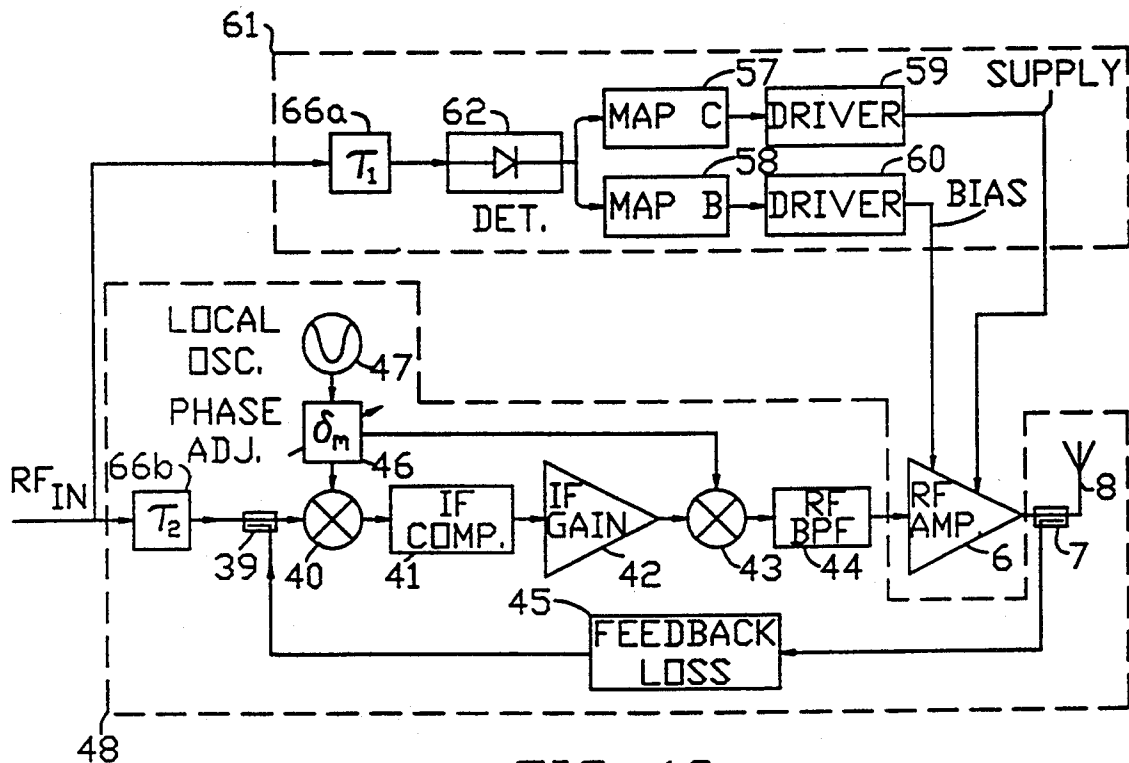 61
57
59
SUPPLY
66a
62
MAP C
DRIVER
τ₁
58
60
MAP B
DRIVER
BIAS
DET.
LOCAL
OSC.
47
PHASE
ADJ.
δm
46
66b
RF IN
τ₂
39
40
IF
COMP.
41
IF
GAIN
42
43
RF
BPF
44
RF
AMP.
6
7
8
45
FEEDBACK
LOSS
48